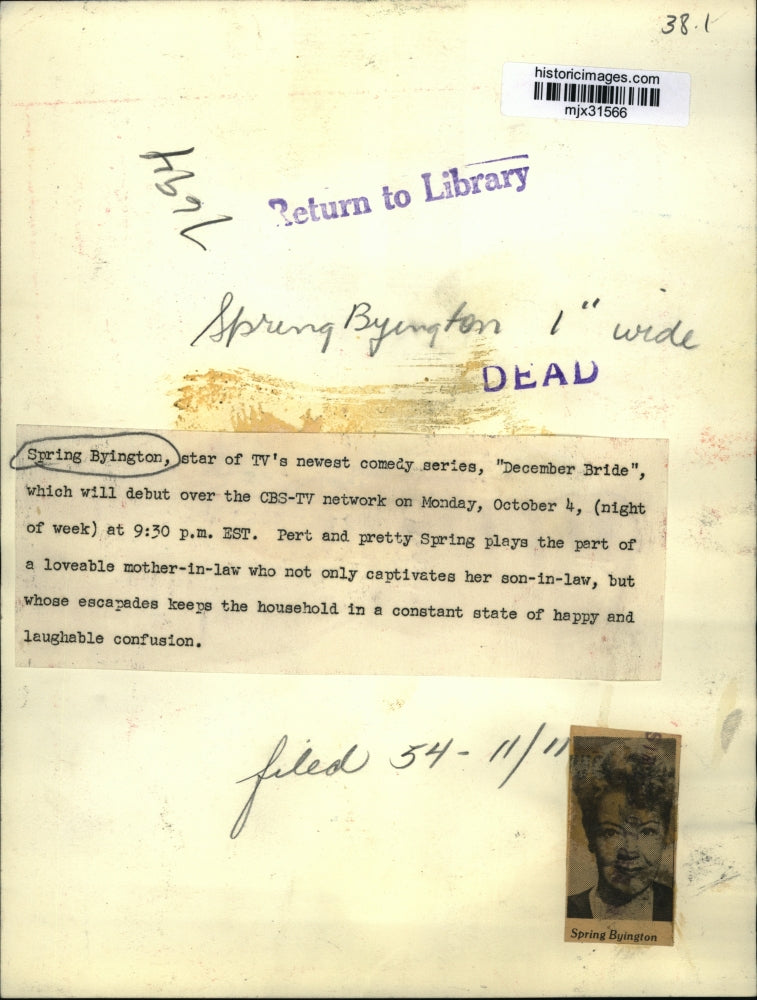 38.1
historicimages.com
mjx31566
7694
Return to Library
Spring Byington 1" wide
DEAD
Spring Byington, star of TV's newest comedy series, "December Bride",
which will debut over the CBS-TV network on Monday, October 4, (night
of week) at 9:30 p.m. EST. Pert and pretty Spring plays the part of
a loveable mother-in-law who not only captivates her son-in-law, but
whose escapades keeps the household in a constant state of happy and
laughable confusion.
filed 54-11/11
Spring Byington